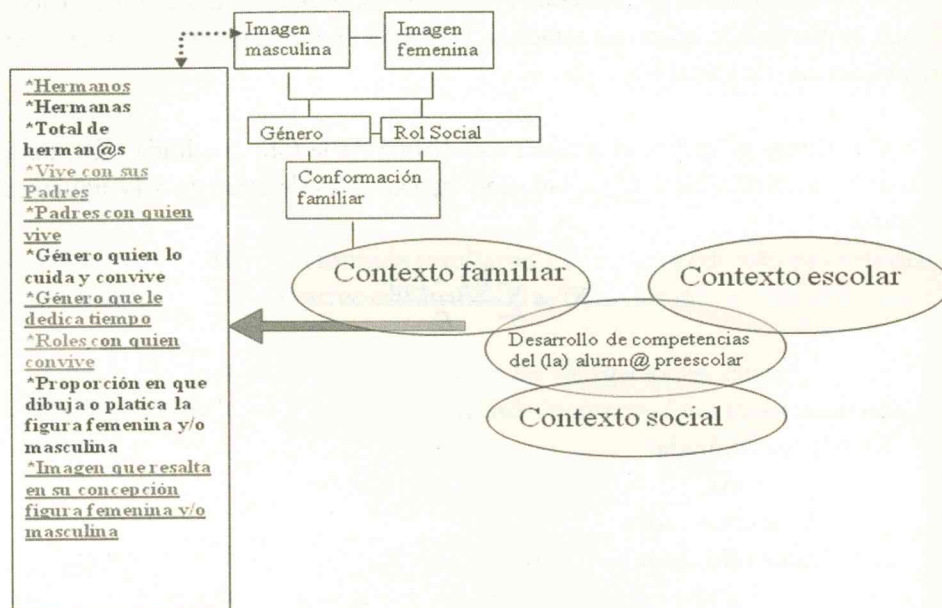 Imagen
masculina
Imagen
femenina
*Hermanos
*Hermanas
*Total de
herman@s
*Vive con sus
Padres
*Padres con quien
vive
*Género quien lo
cuida y convive
*Género que le
dedica tiempo
*Roles con quien
convive
*Proporción en que
dibuja o platica la
figura femenina y/o
masculina
*Imagen que resalta
en su concepción
figura femenina y/o
masculina
Género
Rol Social
Conformación
familiar
Contexto familiar
Contexto escolar
Desarrollo de competencias
del (la) alumn@ preescolar
Contexto social